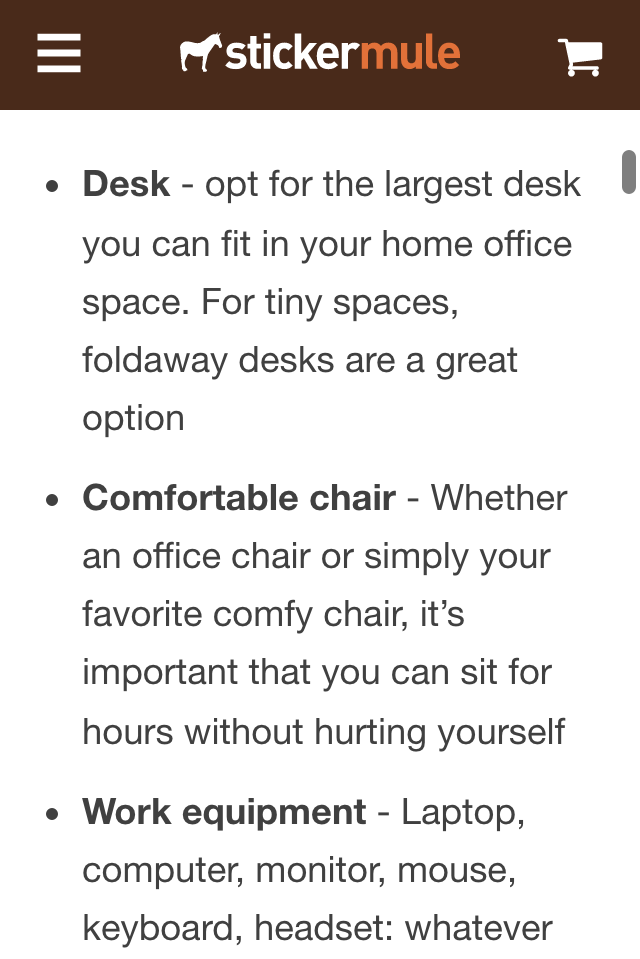 stickermule
• Desk - opt for the largest desk
you can fit in your home office
space. For tiny spaces,
foldaway desks are a great
option
• Comfortable chair - Whether
an office chair or simply your
favorite comfy chair, it’s
important that you can sit for
hours without hurting yourself
• Work equipment - Laptop,
computer, monitor, mouse,
keyboard, headset: whatever